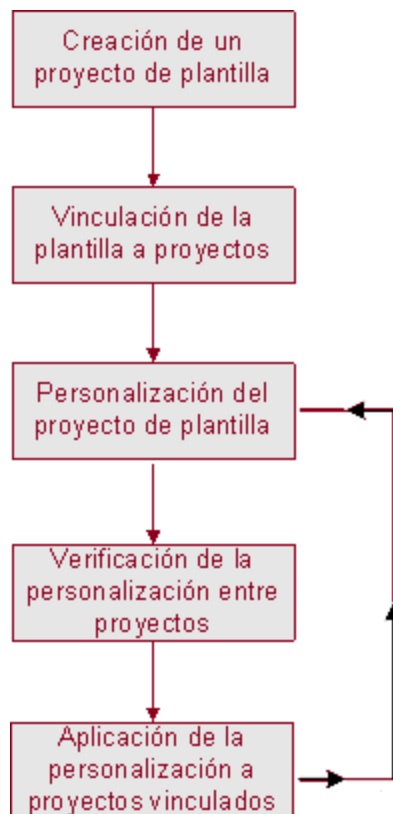 Creación de un
proyecto de plantilla
Vinculación de la
plantilla a proyectos
Personalización del
proyecto de plantilla
Verificación de la
personalización entre
proyectos
Aplicación de la
personalización a
proyectos vinculados